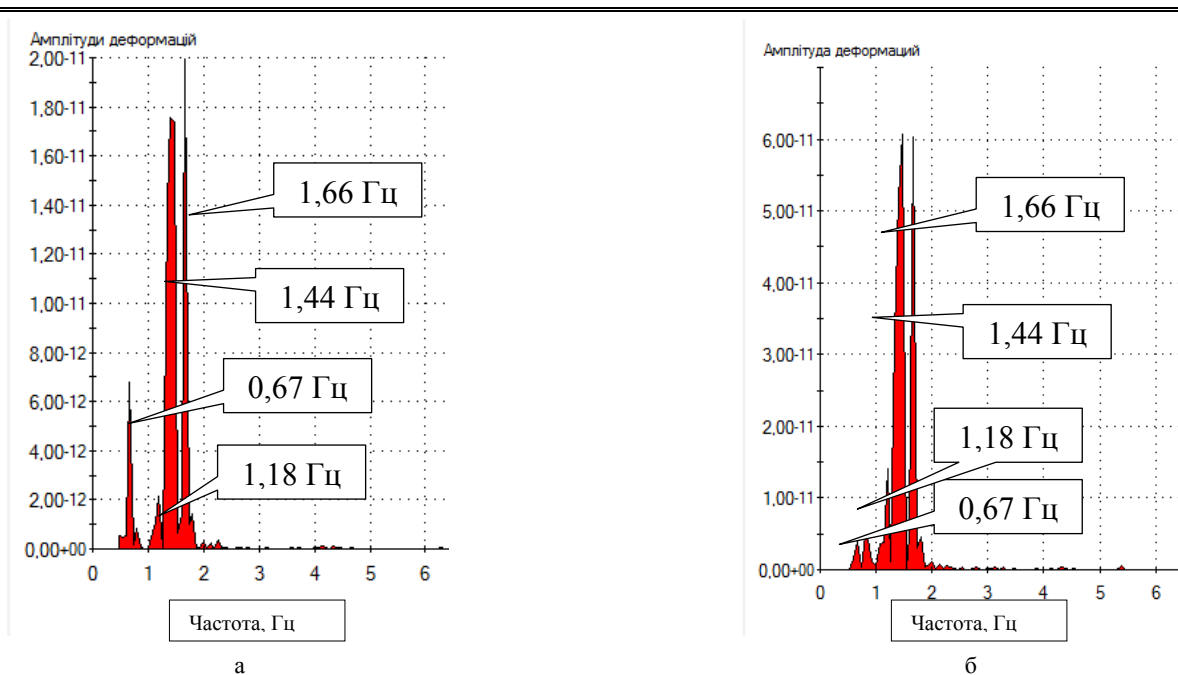 Амплітуди деформацій
2,00-11
1,80-11
1,60-11
1,40-11
1,20-11
1,00-11
8,00-12
6,00-12
4,00-12
2,00-12
0,00+00
0 1 2 3 4 5 6
1,66 Гц
1,44 Гц
0,67 Гц
1,18 Гц
Частота, Гц
а
Амплітуда деформаций
6,00-11
5,00-11
4,00-11
3,00-11
2,00-11
1,00-11
0,00+00
0 1 2 3 4 5 6
1,66 Гц
1,44 Гц
1,18 Гц
0,67 Гц
Частота, Гц
б